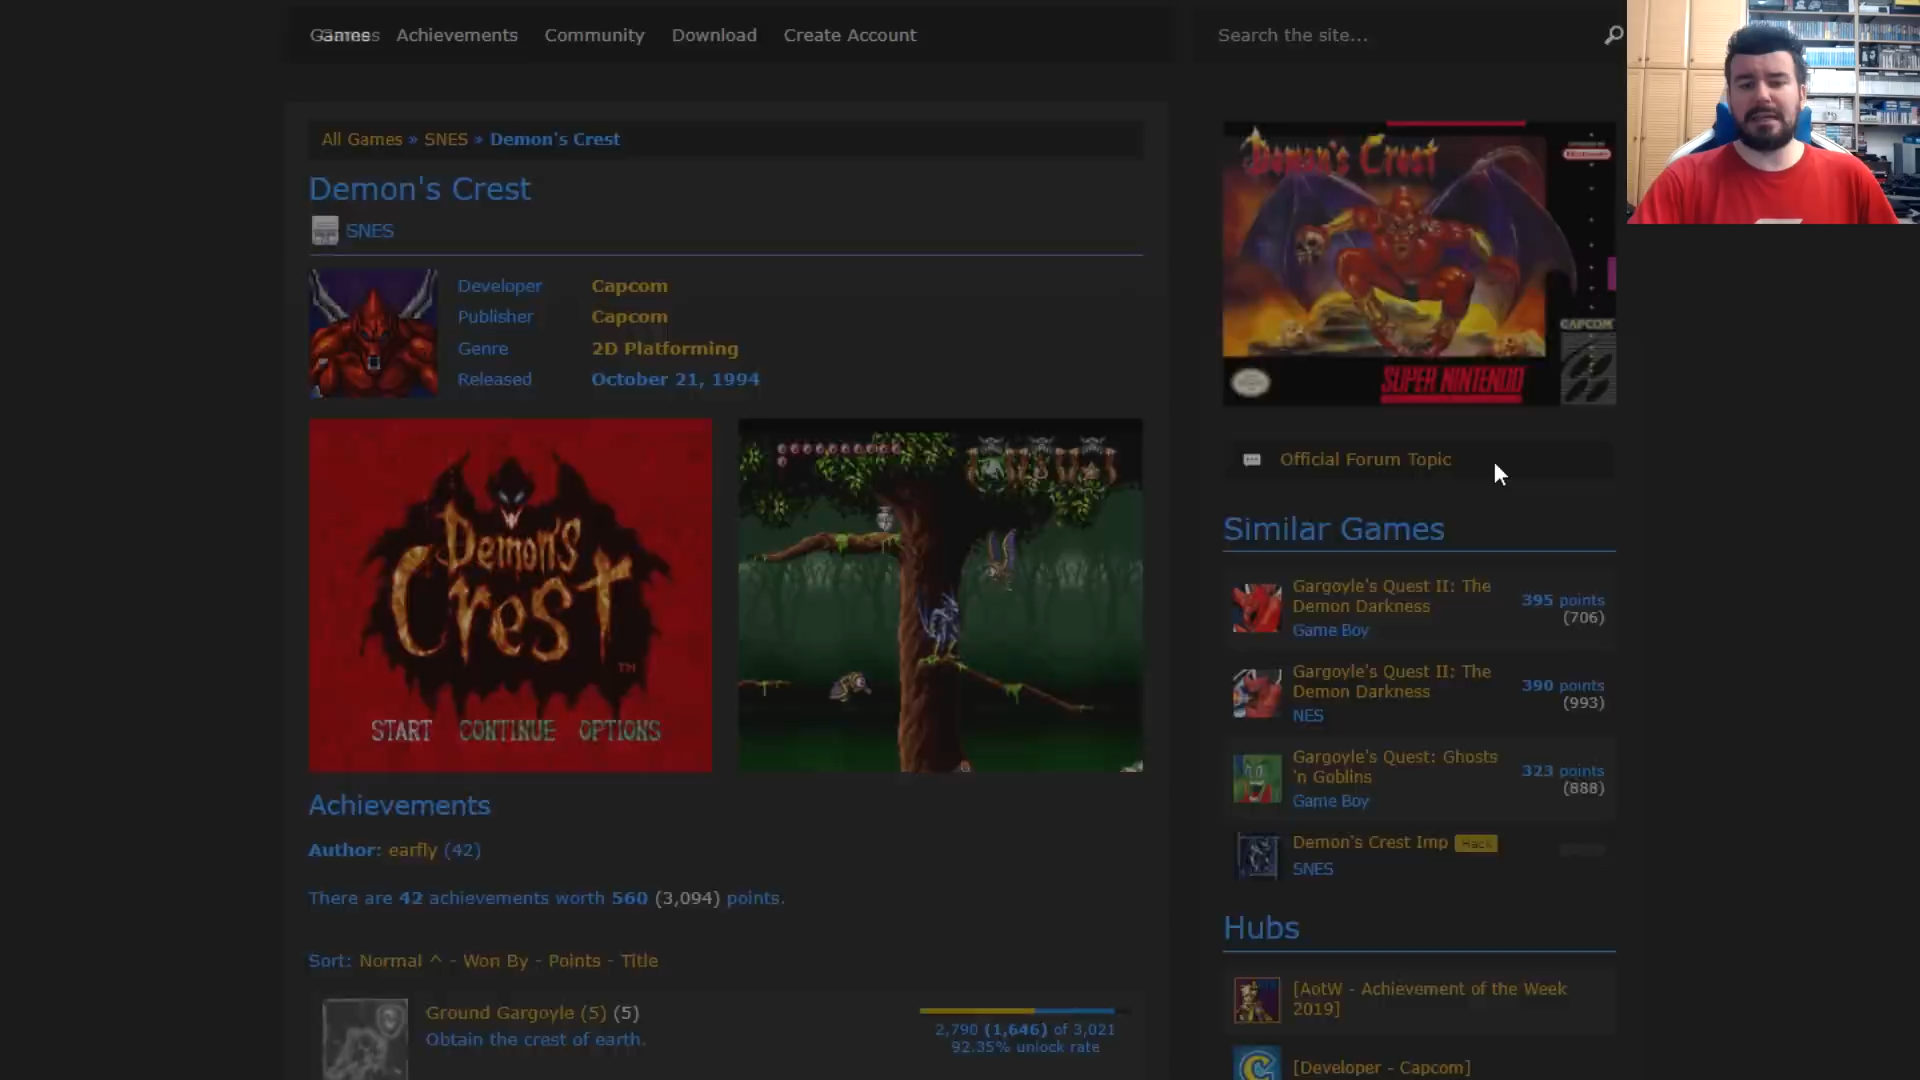 Games Achievements Community Download Create Account
Search the site...
All Games » SNES » Demon's Crest
Demon's Crest
SNES
Developer Capcom
Publisher Capcom
Genre 2D Platforming
Released October 21, 1994
Demon's
Crest
TM
START CONTINUE OPTIONS
Achievements
Author: earfly (42)
There are 42 achievements worth 560 (3,094) points.
Sort: Normal ^ - Won By - Points - Title
Ground Gargoyle (5) (5)
Obtain the crest of earth.
2,790 (1,646) of 3,021
92.35% unlock rate
Demon's Crest
CAPCOM
SUPER NINTENDO
Official Forum Topic
Similar Games
Gargoyle's Quest II: The
Demon Darkness
Game Boy
395 points
(706)
Gargoyle's Quest II: The
Demon Darkness
NES
390 points
(993)
Gargoyle's Quest: Ghosts
'n Goblins
Game Boy
323 points
(888)
Demon's Crest Imp Hack
SNES
Hubs
[AotW - Achievement of the Week
2019]
[Developer - Capcom]